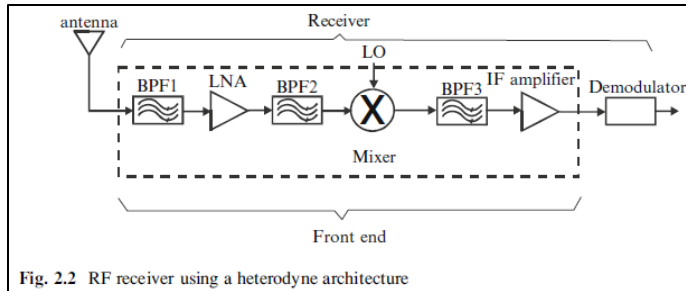 antenna
Receiver
LO
BPF1
LNA
BPF2
X
BPF3
IF amplifier
Demodulator
Mixer
Front end
Fig. 2.2 RF receiver using a heterodyne architecture